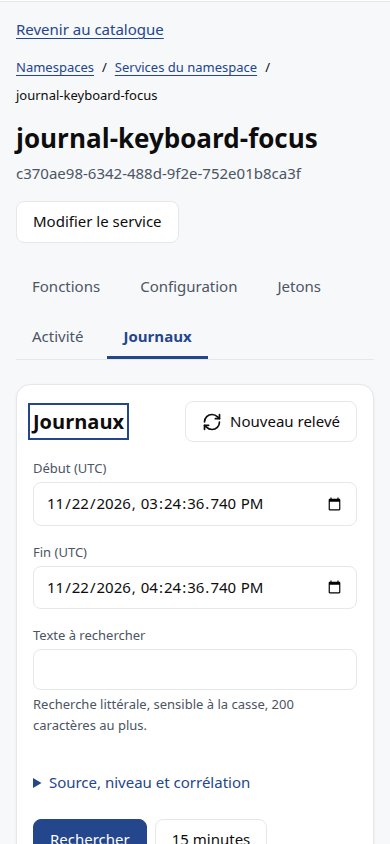 Revenir au catalogue
Namespaces / Services du namespace /
journal-keyboard-focus
journal-keyboard-focus
c370ae98-6342-488d-9f2e-752e01b8ca3f
Modifier le service
Fonctions Configuration Jetons
Activité Journaux
Journaux Nouveau relevé
Début (UTC)
11/22/2026, 03:24:36.740 PM
Fin (UTC)
11/22/2026, 04:24:36.740 PM
Texte à rechercher
Recherche littérale, sensible à la casse, 200
caractères au plus.
Source, niveau et corrélation
Rechercher 15 minutes